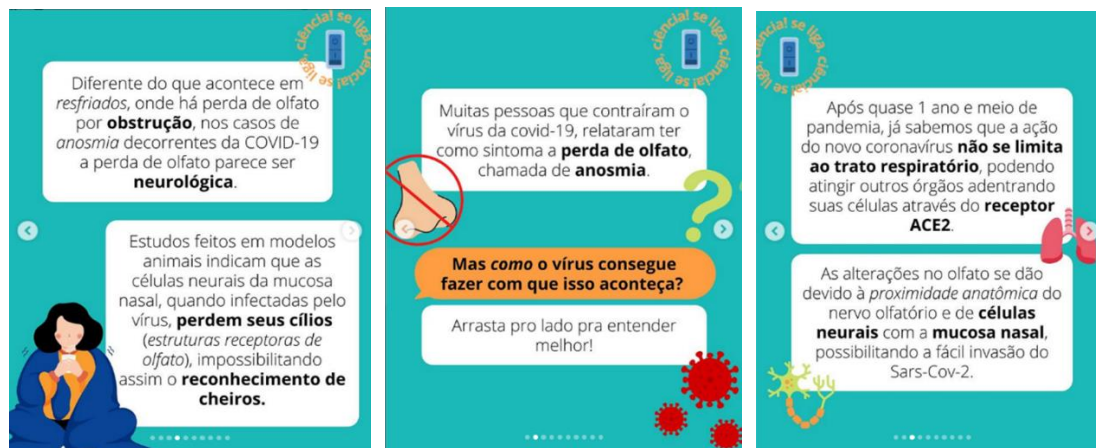 ciência! se liga,
Diferente do que acontece em
resfriados, onde há perda de olfato
por obstrução, nos casos de
anosmia decorrentes da COVID-19
a perda de olfato parece ser
neurológica.
Estudos feitos em modelos
animais indicam que as
células neurais da mucosa
nasal, quando infectadas pelo
vírus, perdem seus cílios
(estruturas receptoras de
olfato), impossibilitando
assim o reconhecimento de
cheiros.
ciência! se liga, ciência! se liga,
Muitas pessoas que contraíram o
vírus da covid-19, relataram ter
como sintoma a perda de olfato,
chamada de anosmia.
Mas como o vírus consegue
fazer com que isso aconteça?
Arrasta pro lado pra entender
melhor!
ciência! se liga, ciência! se liga,
Após quase 1 ano e meio de
pandemia, já sabemos que a ação
do novo coronavírus não se limita
ao trato respiratório, podendo
atingir outros órgãos adentrando
suas células através do receptor
ACE2.
As alterações no olfato se dão
devido à proximidade anatômica do
nervo olfatório e de células
neurais com a mucosa nasal,
possibilitando a fácil invasão do
Sars-Cov-2.